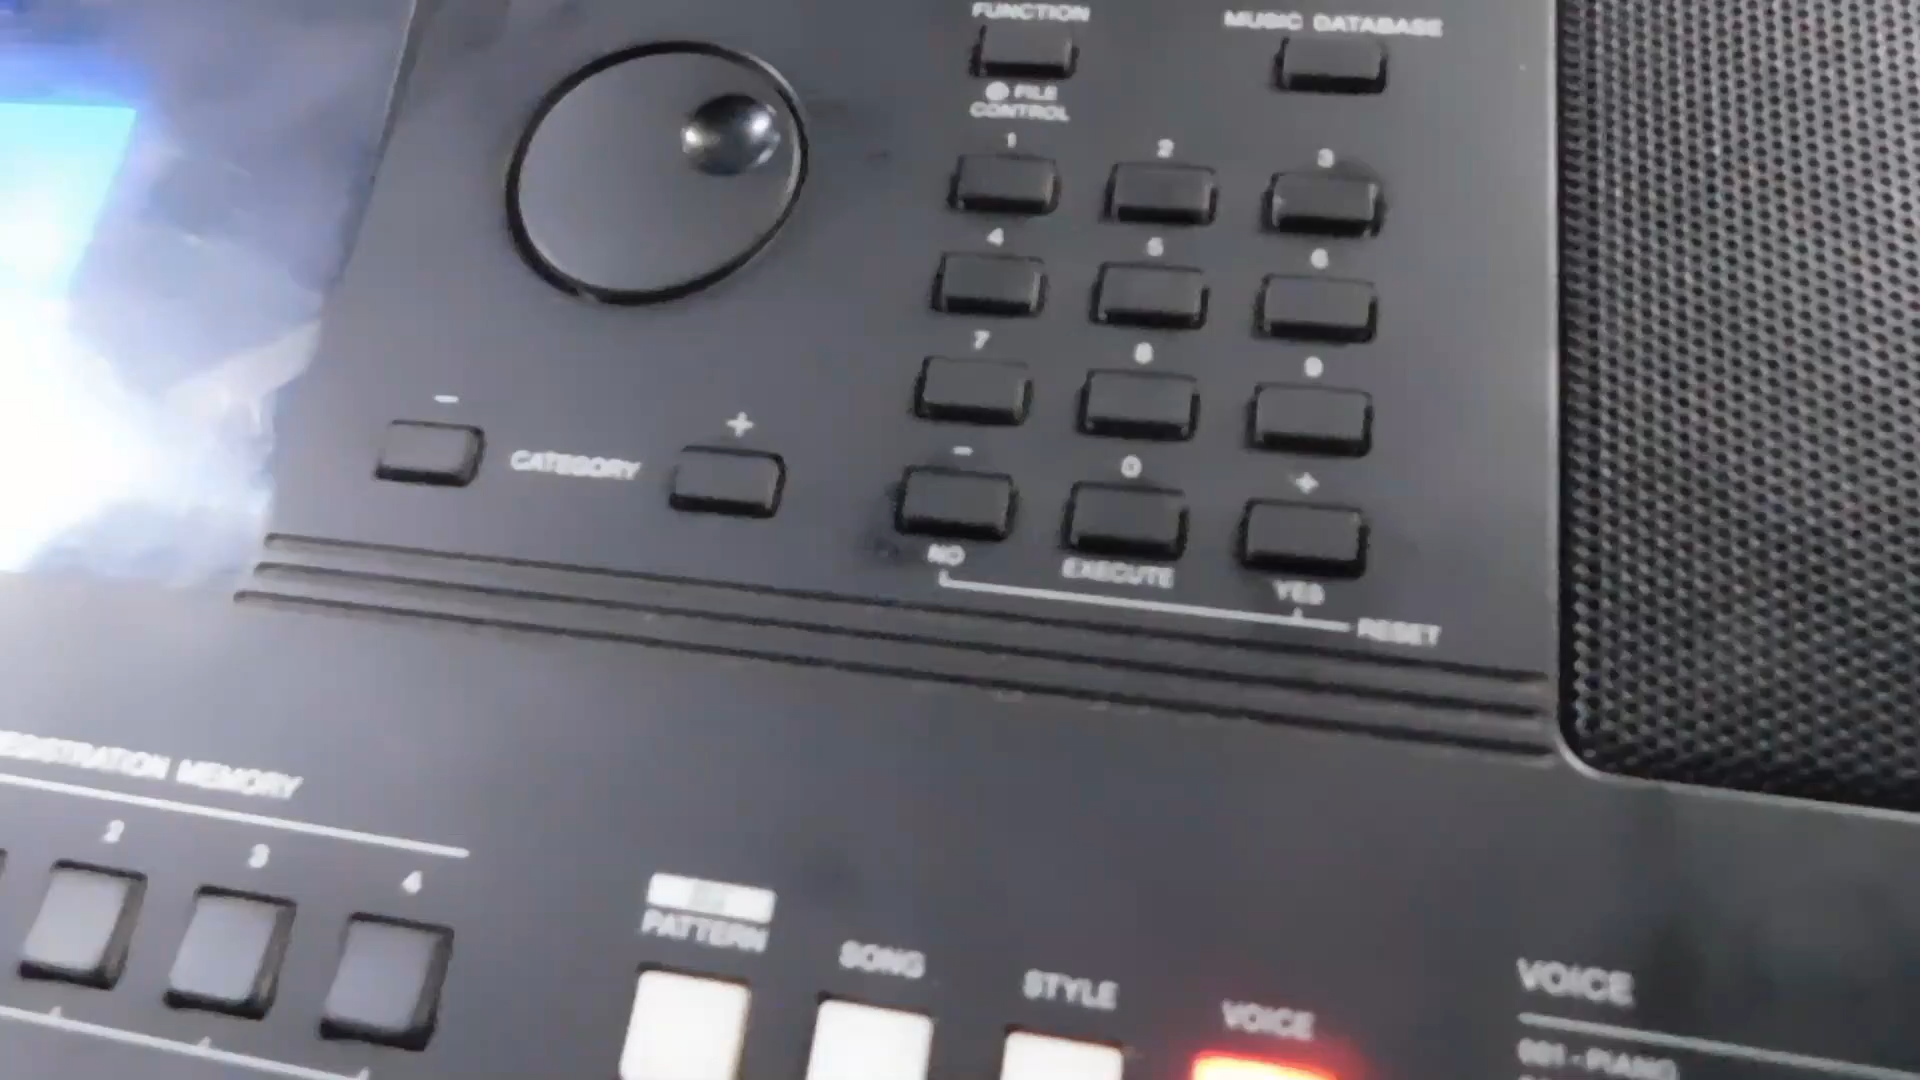 FUNCTION
MUSIC DATABASE
FILE
CONTROL
1
2
3
4
5
6
7
8
9
-
+
CATEGORY
-
0
+
NO
EXECUTE
YES
RESET
REGISTRATION MEMORY
2
3
4
PATTERN
SONG
STYLE
VOICE
VOICE
001-PIANO